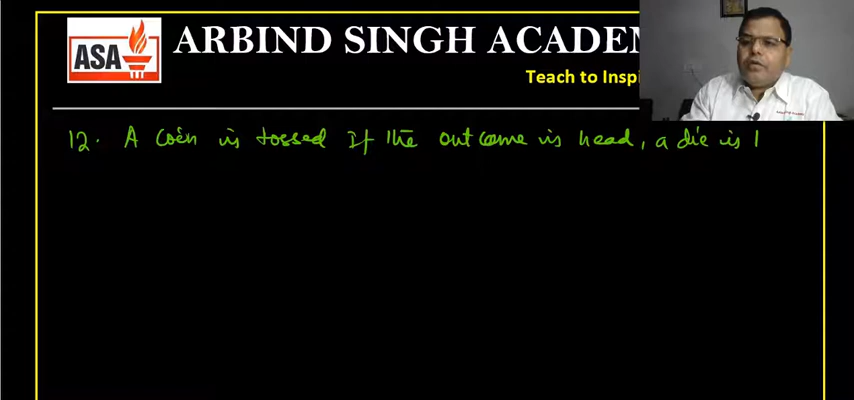 ASA
ARBIND SINGH ACADEM
Teach to Inspi
12. A coin is tossed If the outcome is head, a die is